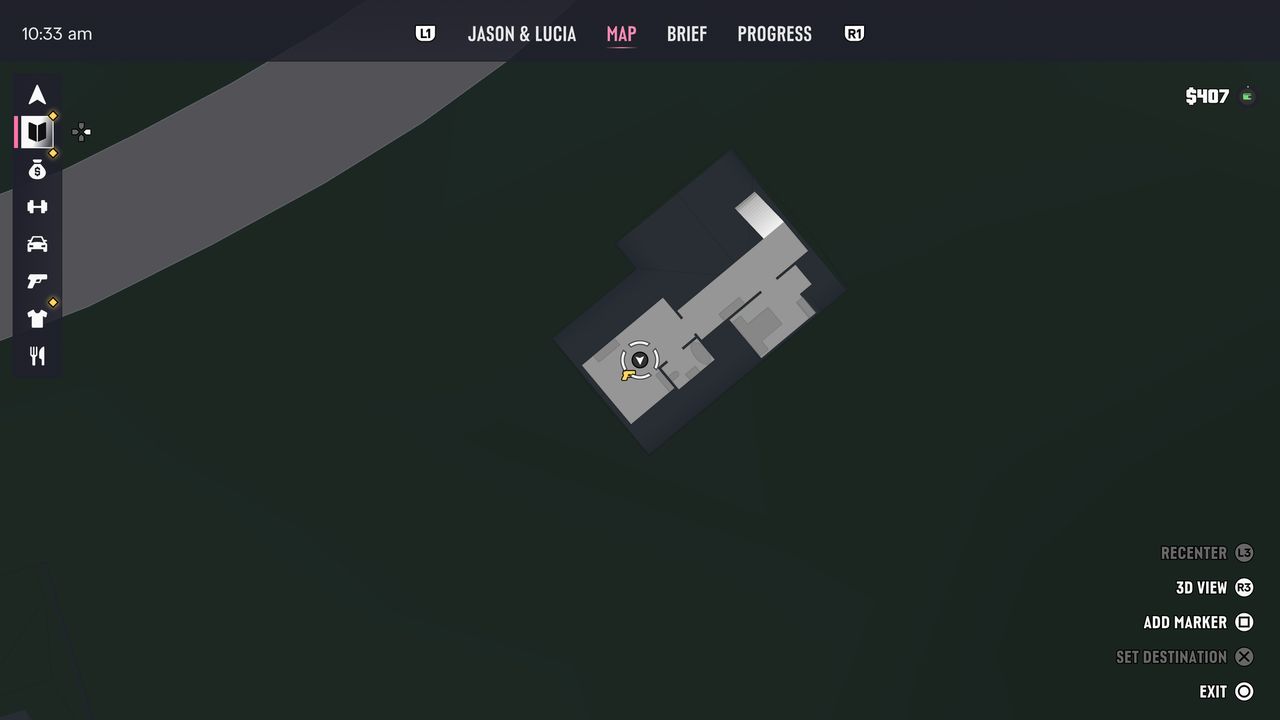 10:33 am
L1 JASON & LUCIA MAP BRIEF PROGRESS R1
$407
RECENTER L3
3D VIEW R3
ADD MARKER
SET DESTINATION
EXIT